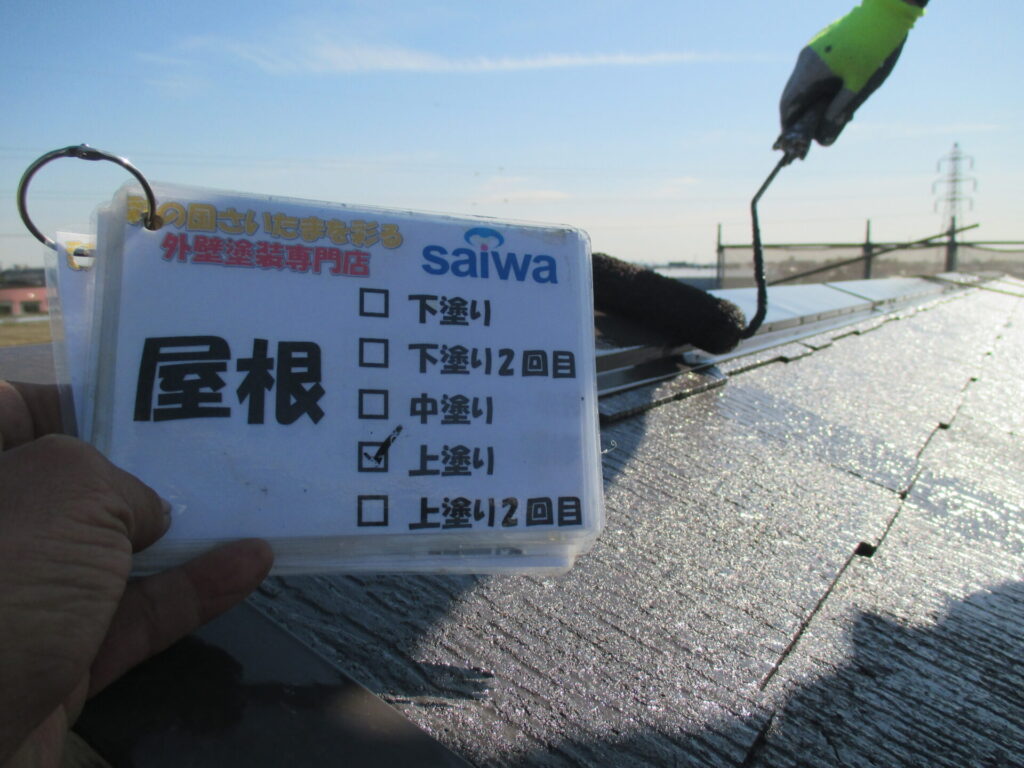 彩の国さいたまを彩る
外壁塗装専門店
saiwa
屋根
下塗り
下塗り2回目
中塗り
上塗り
上塗り2回目